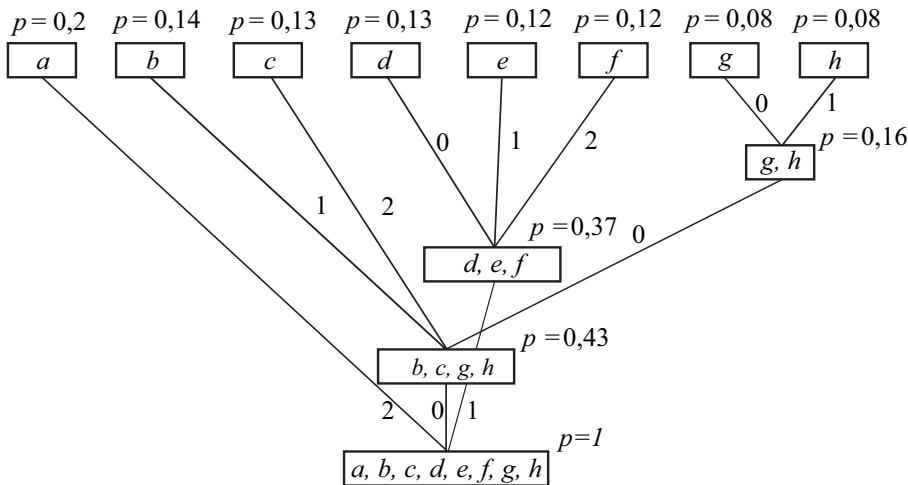 p = 0,2 p = 0,14 p = 0,13 p = 0,13 p = 0,12 p = 0,12 p = 0,08 p = 0,08
a b c d e f g h
0 1
0 1 2
p = 0,16
g, h
1 2
p = 0,37 0
d, e, f
p = 0,43
b, c, g, h
2 0 1
p=1
a, b, c, d, e, f, g, h